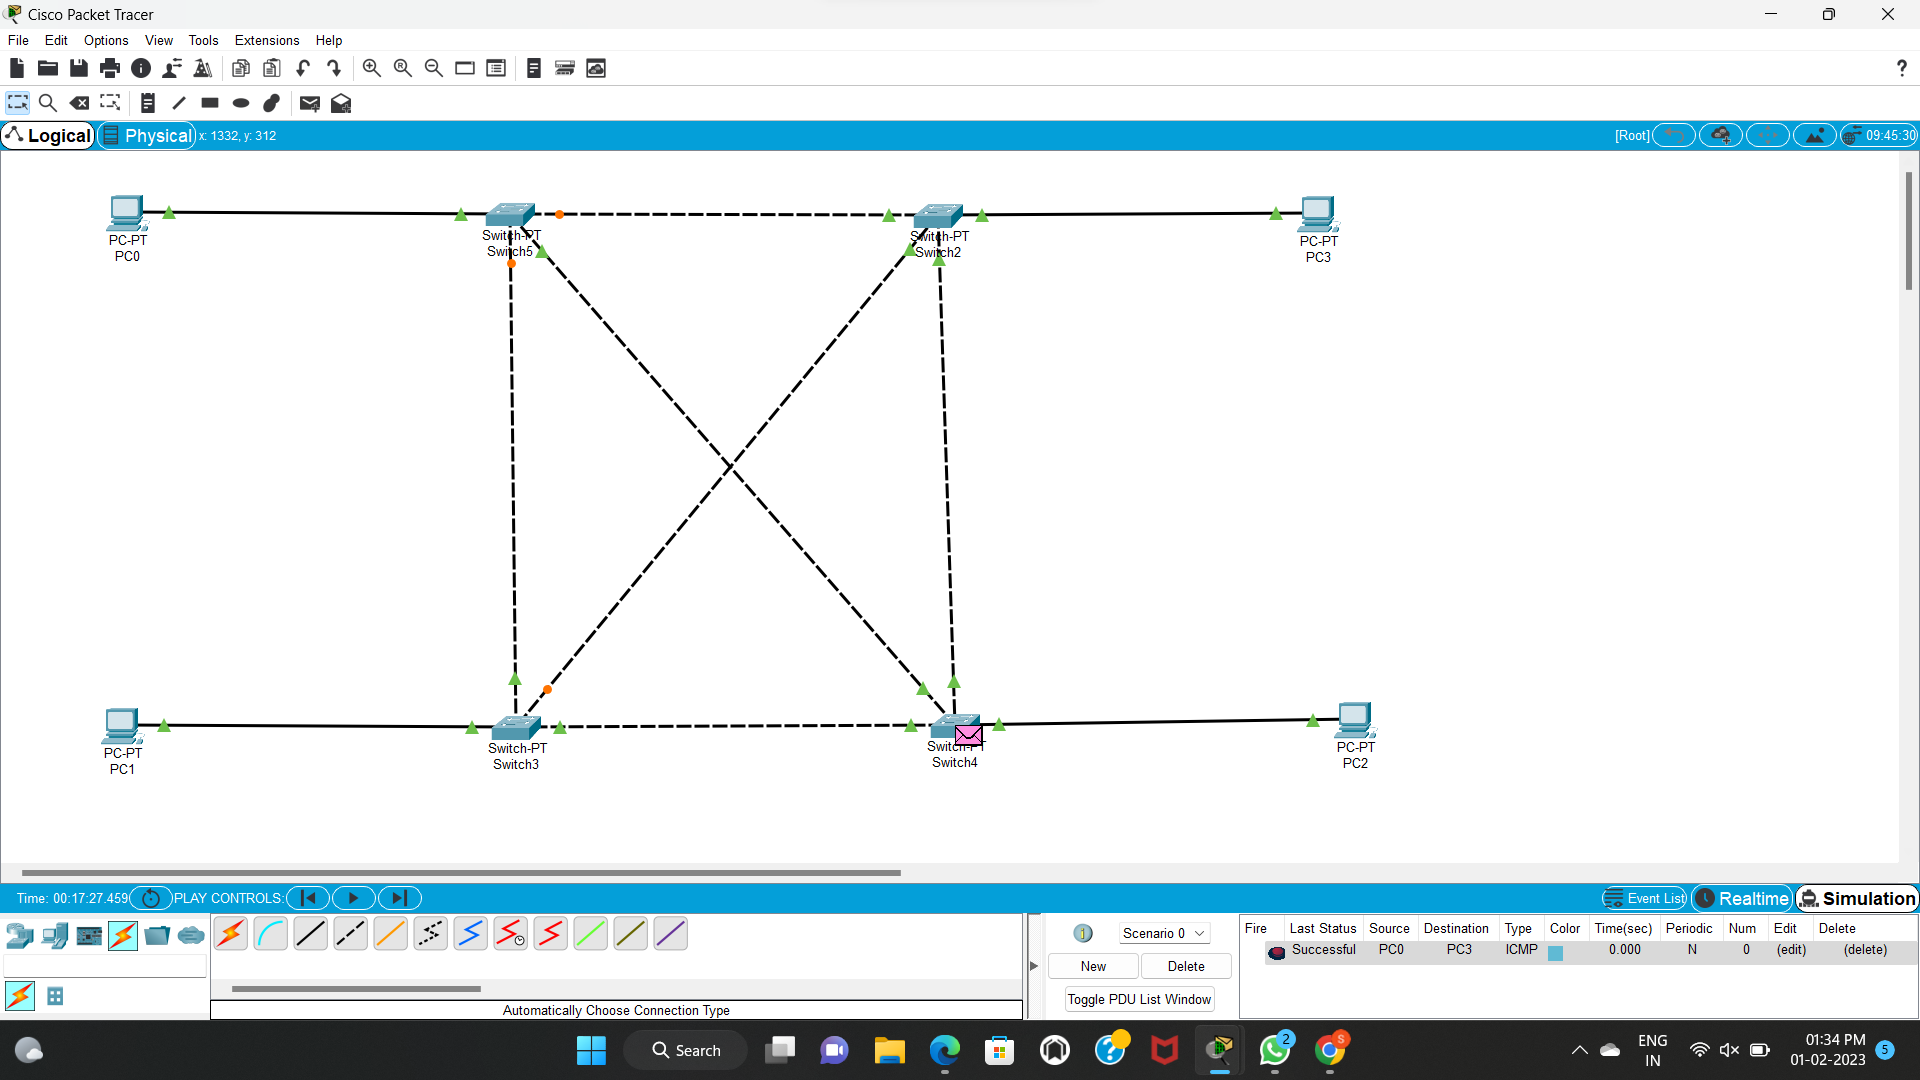 Cisco Packet Tracer
File Edit Options View Tools Extensions Help
?
Logical Physical x: 1332, y: 312 [Root] 09:45:30
PC-PT
PC0
Switch-PT
Switch5
Switch-PT
Switch2
PC-PT
PC3
PC-PT
PC1
Switch-PT
Switch3
Switch-PT
Switch4
PC-PT
PC2
Time: 00:17:27.459 PLAY CONTROLS: Event List Realtime Simulation
Scenario 0
New Delete
Toggle PDU List Window
Automatically Choose Connection Type
Fire Last Status Source Destination Type Color Time(sec) Periodic Num Edit Delete
Successful PC0 PC3 ICMP 0.000 N 0 (edit) (delete)
Search
2
S
ENG
IN
01:34 PM
01-02-2023
5